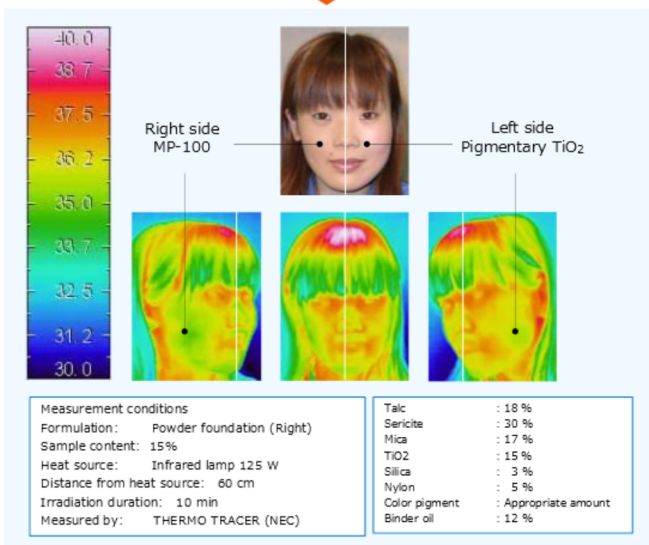 40.0
38.7
37.5
36.2
35.0
33.7
32.5
31.2
30.0
Right side
MP-100
Left side
Pigmentary TiO2
Measurement conditions
Formulation: Powder foundation (Right)
Sample content: 15%
Heat source: Infrared lamp 125 W
Distance from heat source: 60 cm
Irradiation duration: 10 min
Measured by: THERMO TRACER (NEC)
Talc : 18 %
Sericite : 30 %
Mica : 17 %
TiO2 : 15 %
Silica : 3 %
Nylon : 5 %
Color pigment : Appropriate amount
Binder oil : 12 %